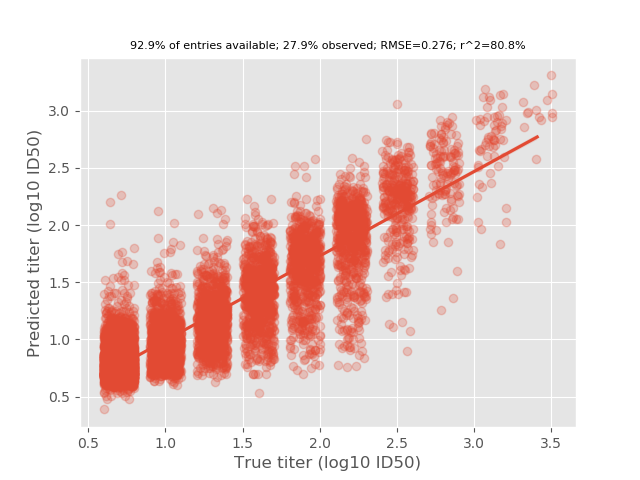 92.9% of entries available; 27.9% observed; RMSE=0.276; r^2=80.8%
Predicted titer (log10 ID50)
3.0
2.5
2.0
1.5
1.0
0.5
0.5 1.0 1.5 2.0 2.5 3.0 3.5
True titer (log10 ID50)